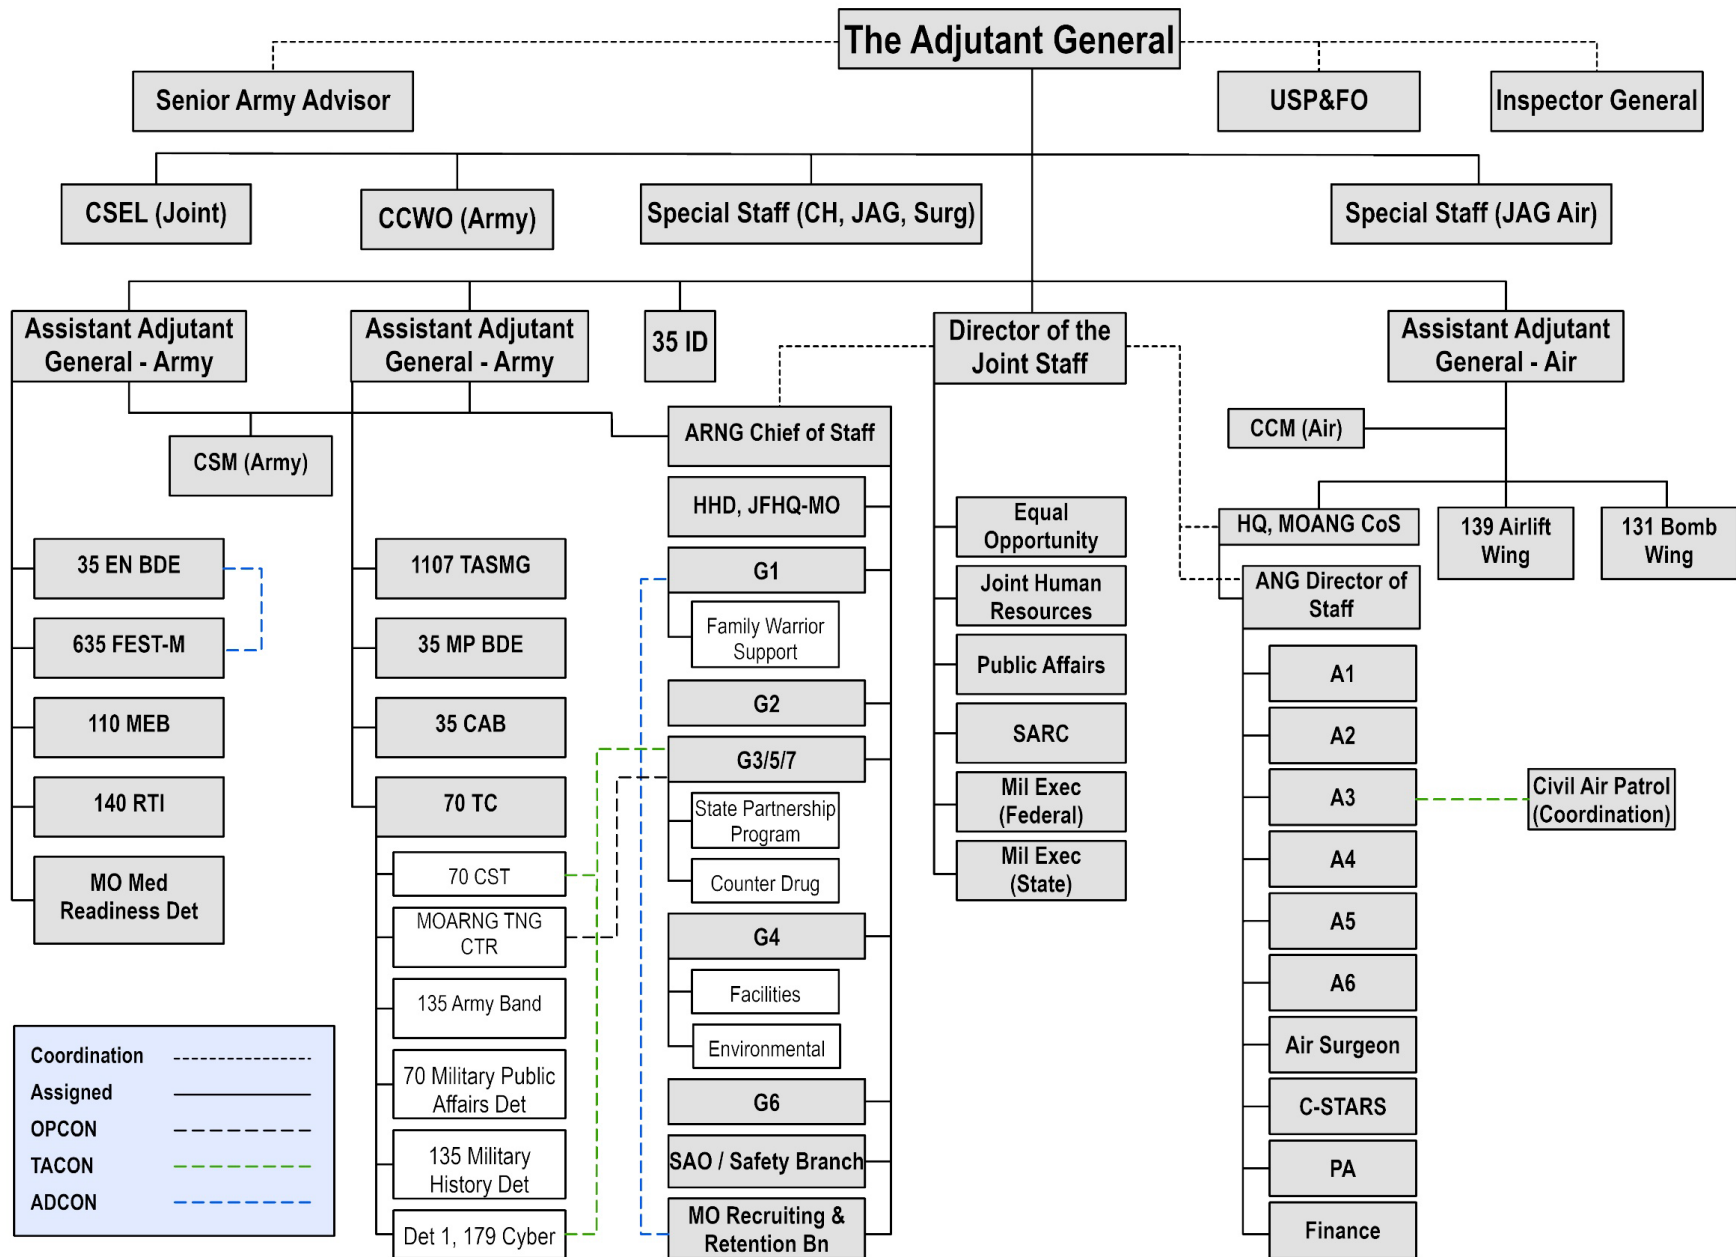 The Adjutant General
Senior Army Advisor
USP&FO
Inspector General
CSEL (Joint)
CCWO (Army)
Special Staff (CH, JAG, Surg)
Special Staff (JAG Air)
Assistant Adjutant
General - Army
Assistant Adjutant
General - Army
35 ID
Director of the
Joint Staff
Assistant Adjutant
General - Air
CSM (Army)
35 EN BDE
635 FEST-M
110 MEB
140 RTI
MO Med
Readiness Det
1107 TASMG
35 MP BDE
35 CAB
70 TC
70 CST
MOARNG TNG
CTR
135 Army Band
70 Military Public
Affairs Det
135 Military
History Det
Det 1, 179 Cyber
ARNG Chief of Staff
HHD, JFHQ-MO
G1
Family Warrior
Support
G2
G3/5/7
State Partnership
Program
Counter Drug
G4
Facilities
Environmental
G6
SAO / Safety Branch
MO Recruiting &
Retention Bn
Equal
Opportunity
Joint Human
Resources
Public Affairs
SARC
Mil Exec
(Federal)
Mil Exec
(State)
CCM (Air)
HQ, MOANG CoS
139 Airlift
Wing
131 Bomb
Wing
ANG Director of
Staff
A1
A2
A3
Civil Air Patrol
(Coordination)
A4
A5
A6
Air Surgeon
C-STARS
PA
Finance
Coordination
Assigned
OPCON
TACON
ADCON